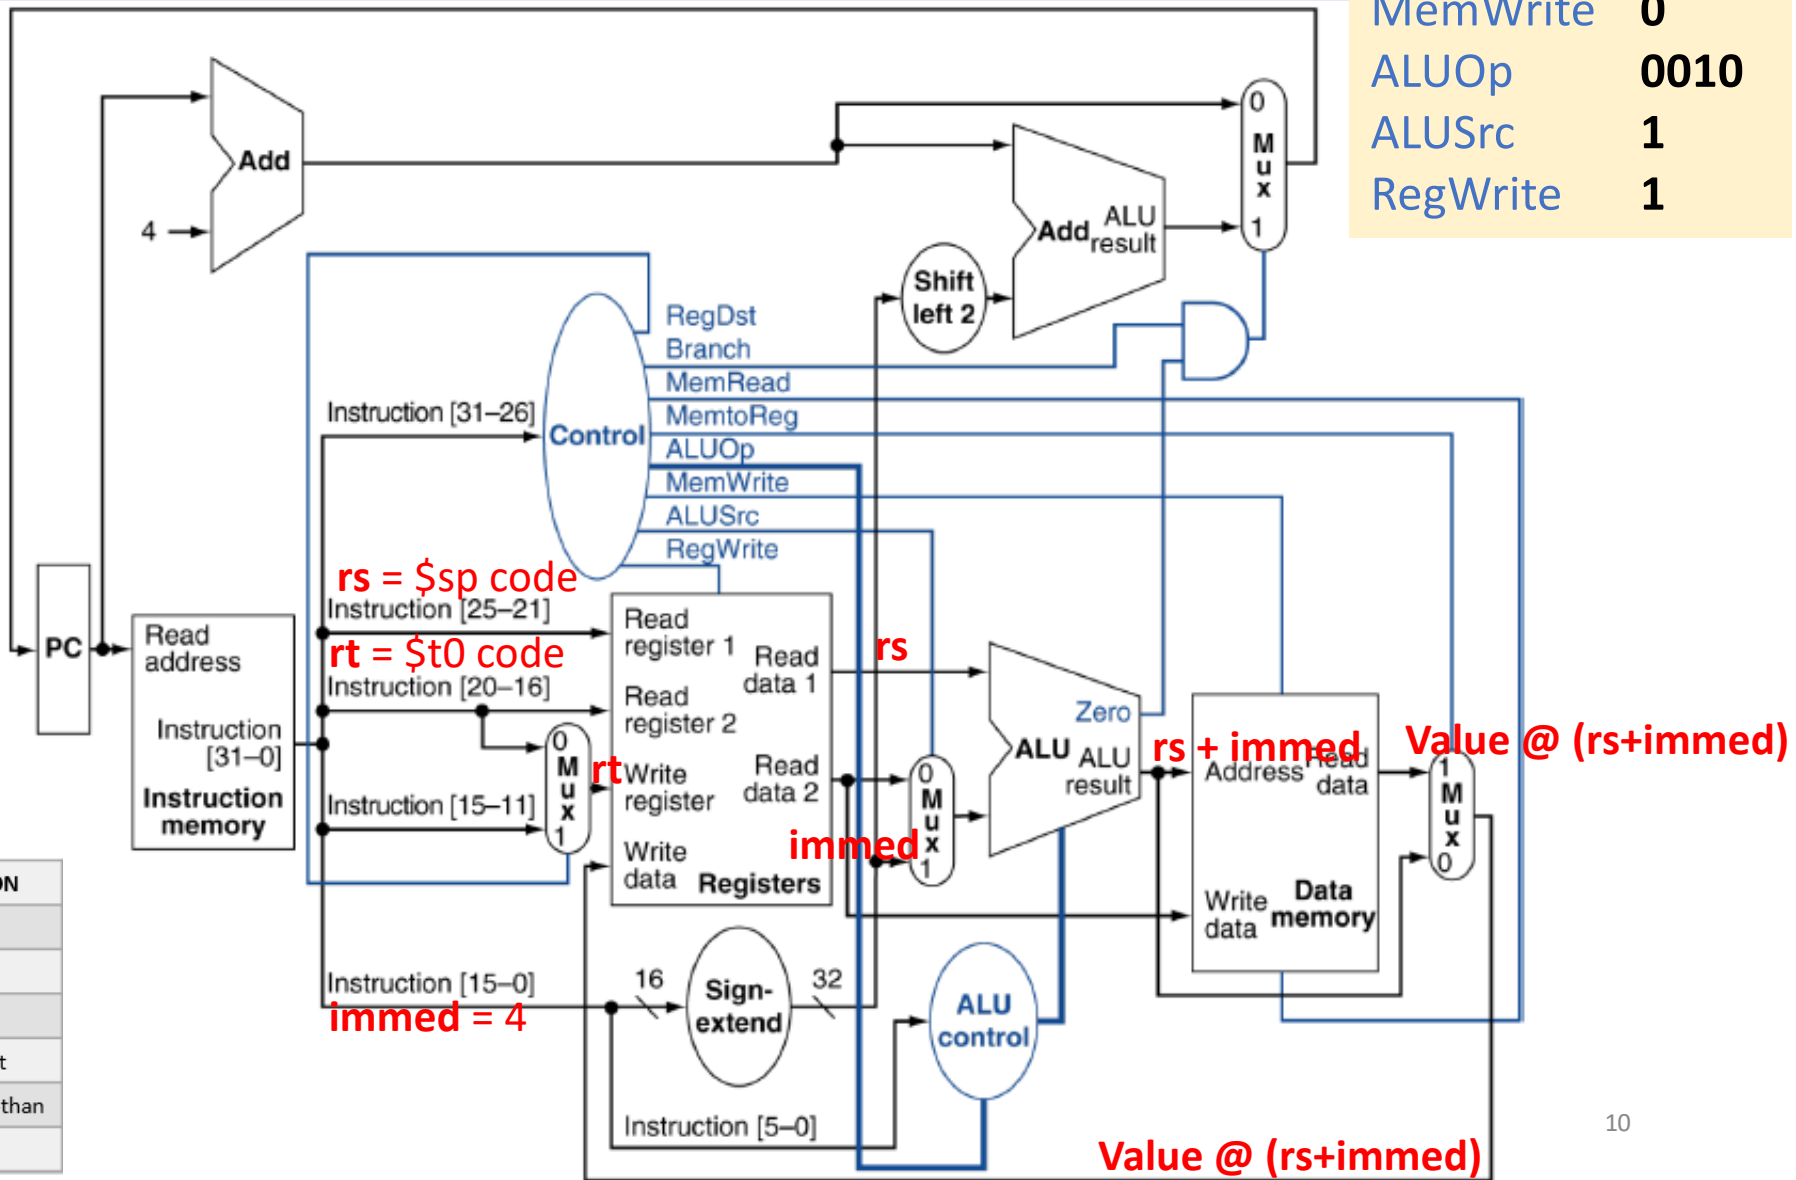 MemWrite 0
ALUOp 0010
ALUSrc 1
RegWrite 1
Add
4
Add ALU result
0
M
u
x
1
Shift left 2
RegDst
Branch
MemRead
MemtoReg
ALUOp
MemWrite
ALUSrc
RegWrite
Instruction [31–26]
Control
rs = $sp code
Instruction [25–21]
rt = $t0 code
Instruction [20–16]
PC
Read address
Instruction [31–0]
Instruction memory
Instruction [15–11]
0
M
u
x
1
rt
Read register 1
Read data 1
Read register 2
Write register
Read data 2
Write data
Registers
rs
immed
0
M
u
x
1
Zero
ALU
ALU result
rs + immed
Address
Read data
Write data
Data memory
Value @ (rs+immed)
1
M
u
x
0
Instruction [15–0]
immed = 4
16
Sign-extend
32
ALU control
Instruction [5–0]
Value @ (rs+immed)
ON
t
than
10